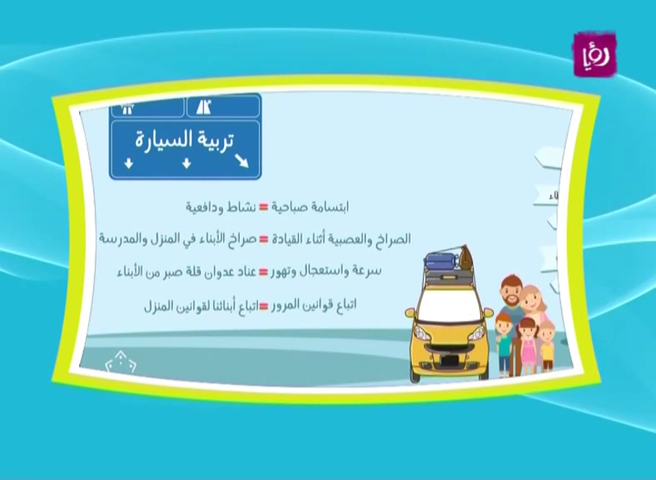 رؤيا
تربية السيارة
ابتسامة صباحية = نشاط ودافعية
الصراخ والعصبية أثناء القيادة = صراخ الأبناء في المنزل والمدرسة
سرعة واستعجال وتهور = عناد عدوان قلة صبر من الأبناء
اتباع قوانين المرور = اتباع أبنائنا لقوانين المنزل